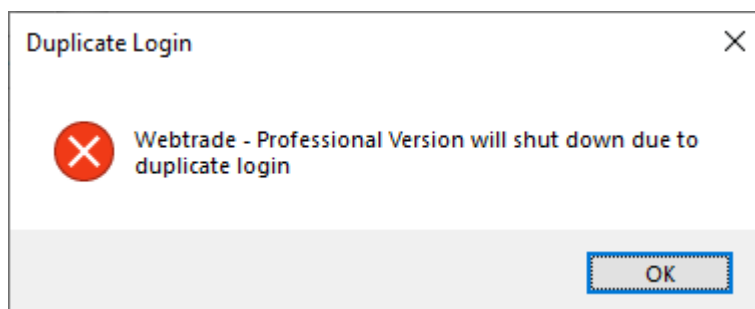 Duplicate Login
Webtrade - Professional Version will shut down due to
duplicate login
OK